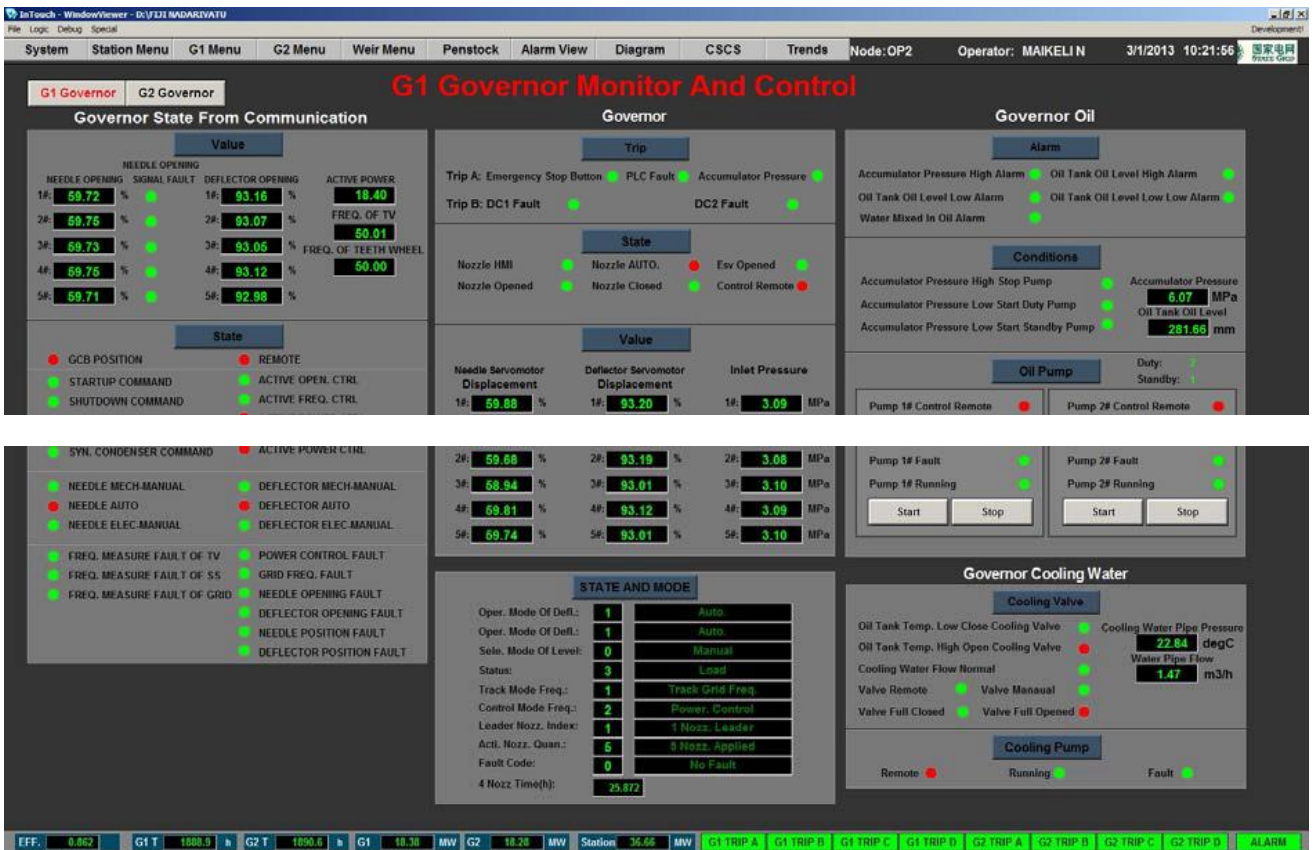 InTouch - WindowViewer - D:\FIJI NADARIVATU
File Logic Debug Special Development!
System Station Menu G1 Menu G2 Menu Weir Menu Penstock Alarm View Diagram CSCS Trends Node:OP2 Operator: MAIKELI N 3/1/2013 10:21:56 国家电网
G1 Governor Monitor And Control
G1 Governor G2 Governor
Governor State From Communication
Value
NEEDLE OPENING
NEEDLE OPENING SIGNAL FAULT DEFLECTOR OPENING ACTIVE POWER
1#: 59.72 % 1#: 93.16 % 18.40
2#: 59.75 % 2#: 93.07 % FREQ. OF TV
50.01
3#: 59.73 % 3#: 93.05 % FREQ. OF TEETH WHEEL
4#: 59.75 % 4#: 93.12 % 50.00
5#: 59.71 % 5#: 92.98 %
State
GCB POSITION REMOTE
STARTUP COMMAND ACTIVE OPEN. CTRL
SHUTDOWN COMMAND ACTIVE FREQ. CTRL
SYN. CONDENSER COMMAND ACTIVE POWER CTRL
NEEDLE MECH-MANUAL DEFLECTOR MECH-MANUAL
NEEDLE AUTO DEFLECTOR AUTO
NEEDLE ELEC-MANUAL DEFLECTOR ELEC-MANUAL
FREQ. MEASURE FAULT OF TV POWER CONTROL FAULT
FREQ. MEASURE FAULT OF SS GRID FREQ. FAULT
FREQ. MEASURE FAULT OF GRID NEEDLE OPENING FAULT
DEFLECTOR OPENING FAULT
NEEDLE POSITION FAULT
DEFLECTOR POSITION FAULT
Governor
Trip
Trip A: Emergency Stop Button PLC Fault Accumulator Pressure
Trip B: DC1 Fault DC2 Fault
State
Nozzle HMI Nozzle AUTO. Esv Opened
Nozzle Opened Nozzle Closed Control Remote
Value
Needle Servomotor Deflector Servomotor Inlet Pressure
Displacement Displacement
1#: 59.88 % 1#: 93.20 % 1#: 3.09 MPa
2#: 59.68 % 2#: 93.19 % 2#: 3.08 MPa
3#: 58.94 % 3#: 93.01 % 3#: 3.10 MPa
4#: 59.81 % 4#: 93.12 % 4#: 3.09 MPa
5#: 59.74 % 5#: 93.01 % 5#: 3.10 MPa
STATE AND MODE
Oper. Mode Of Defl.: 1 Auto.
Oper. Mode Of Defl.: 1 Auto.
Sele. Mode Of Level: 0 Manual
Status: 3 Load
Track Mode Freq.: 1 Track Grid Freq.
Control Mode Freq.: 2 Power. Control
Leader Nozz. Index: 1 1 Nozz. Leader
Acti. Nozz. Quan.: 5 5 Nozz. Applied
Fault Code: 0 No Fault
4 Nozz Time(h): 25.872
Governor Oil
Alarm
Accumulator Pressure High Alarm Oil Tank Oil Level High Alarm
Oil Tank Oil Level Low Alarm Oil Tank Oil Level Low Low Alarm
Water Mixed In Oil Alarm
Conditions
Accumulator Pressure High Stop Pump Accumulator Pressure
6.07 MPa
Accumulator Pressure Low Start Duty Pump Oil Tank Oil Level
Accumulator Pressure Low Start Standby Pump 281.66 mm
Oil Pump Duty: 2
Standby: 1
Pump 1# Control Remote Pump 2# Control Remote
Pump 1# Fault Pump 2# Fault
Pump 1# Running Pump 2# Running
Start Stop Start Stop
Governor Cooling Water
Cooling Valve
Oil Tank Temp. Low Close Cooling Valve Cooling Water Pipe Pressure
Oil Tank Temp. High Open Cooling Valve 22.84 degC
Water Pipe Flow
Cooling Water Flow Normal 1.47 m3/h
Valve Remote Valve Manaual
Valve Full Closed Valve Full Opened
Cooling Pump
Remote Running Fault
EFF. 0.862 G1 T 1888.9 h G2 T 1890.6 h G1 18.38 MW G2 18.28 MW Station 36.66 MW G1 TRIP A G1 TRIP B G1 TRIP C G1 TRIP D G2 TRIP A G2 TRIP B G2 TRIP C G2 TRIP D ALARM